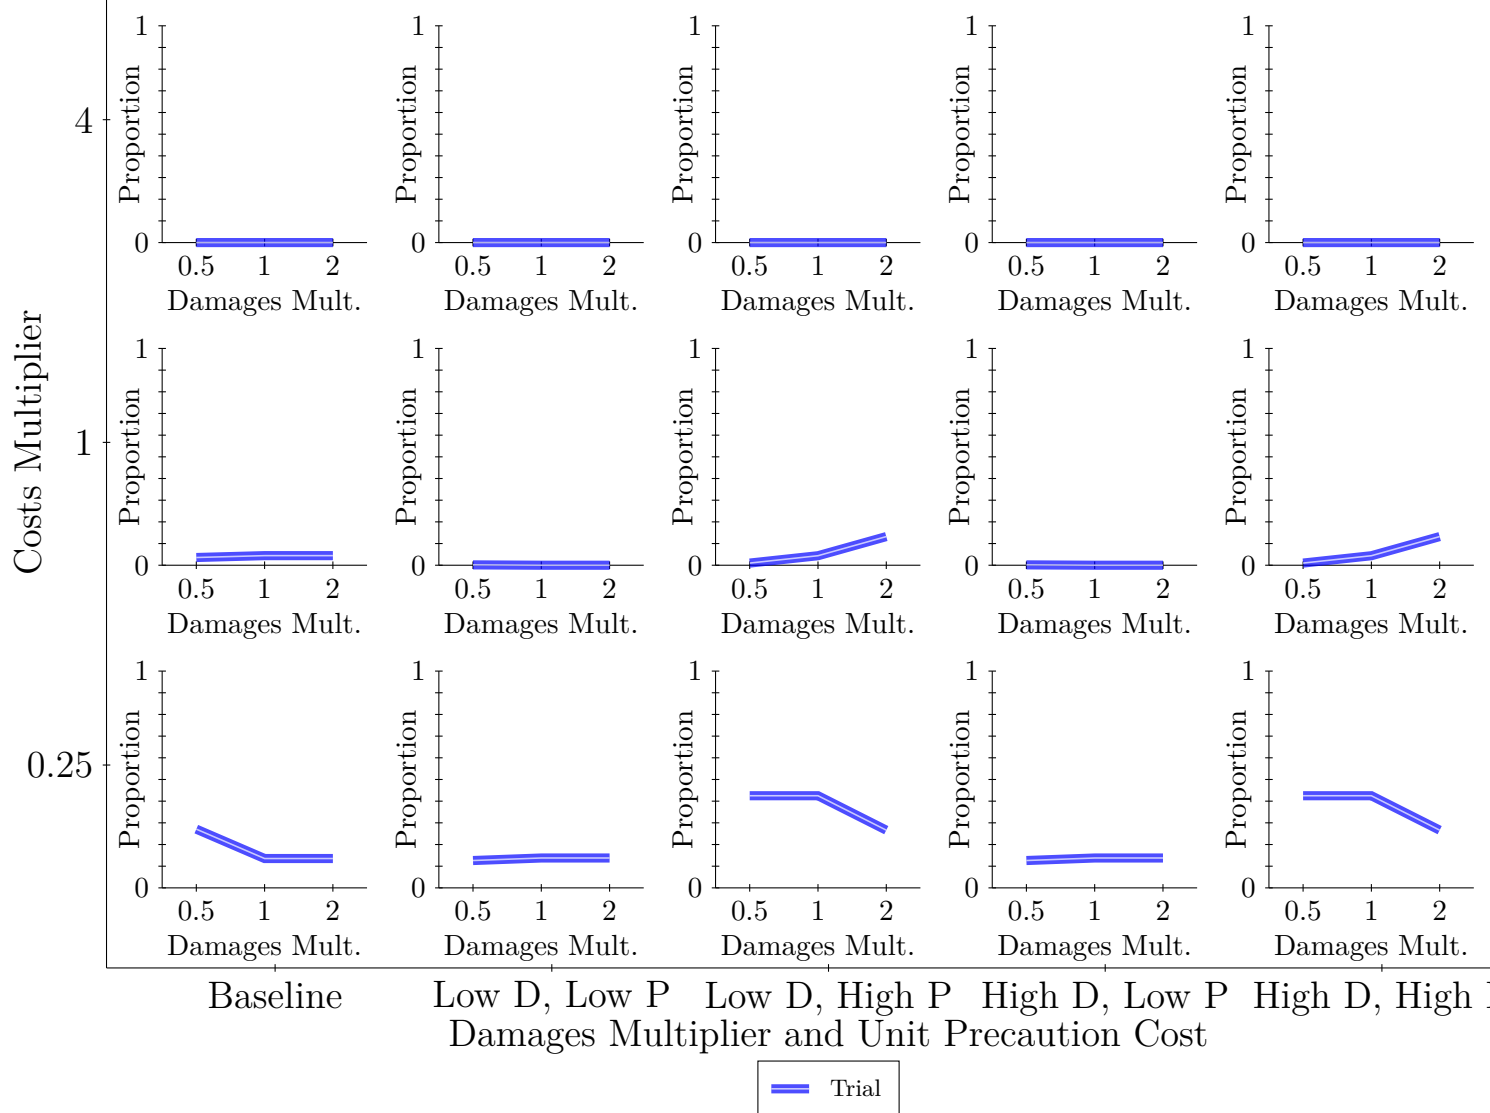 Costs Multiplier
4
1
Proportion
0
0.5 1 2
Damages Mult.
1
Proportion
0
0.5 1 2
Damages Mult.
1
Proportion
0
0.5 1 2
Damages Mult.
1
Proportion
0
0.5 1 2
Damages Mult.
1
Proportion
0
0.5 1 2
Damages Mult.
1
1
Proportion
0
0.5 1 2
Damages Mult.
1
Proportion
0
0.5 1 2
Damages Mult.
1
Proportion
0
0.5 1 2
Damages Mult.
1
Proportion
0
0.5 1 2
Damages Mult.
1
Proportion
0
0.5 1 2
Damages Mult.
0.25
1
Proportion
0
0.5 1 2
Damages Mult.
1
Proportion
0
0.5 1 2
Damages Mult.
1
Proportion
0
0.5 1 2
Damages Mult.
1
Proportion
0
0.5 1 2
Damages Mult.
1
Proportion
0
0.5 1 2
Damages Mult.
Baseline
Low D, Low P
Low D, High P
High D, Low P
High D, High
Damages Multiplier and Unit Precaution Cost
Trial